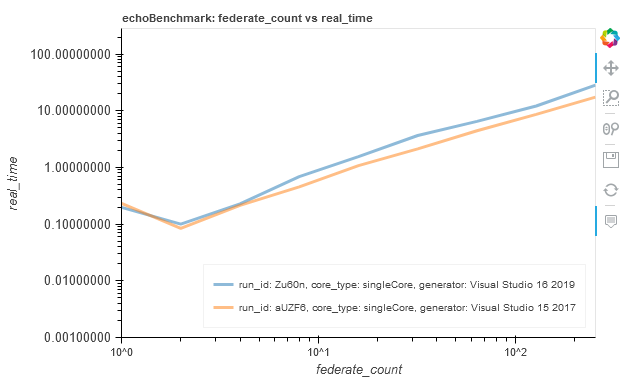 echoBenchmark: federate_count vs real_time
100.00000000
10.00000000
1.00000000
0.10000000
0.01000000
0.00100000
real_time
run_id: Zu60n, core_type: singleCore, generator: Visual Studio 16 2019
run_id: aUZF6, core_type: singleCore, generator: Visual Studio 15 2017
10^0 10^1 10^2
federate_count